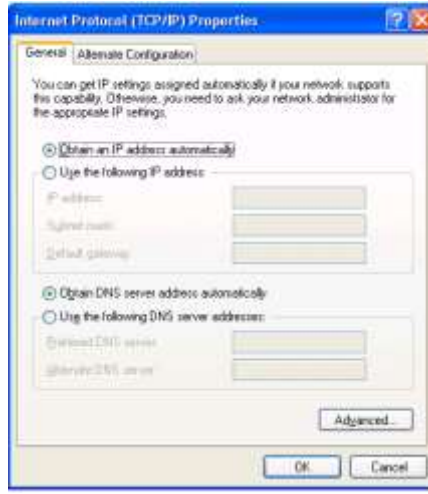 Internet Protocol (TCP/IP) Properties
General
Alternate Configuration
You can get IP settings assigned automatically if your network supports
this capability. Otherwise, you need to ask your network administrator for
the appropriate IP settings.
Obtain an IP address automatically
Use the following IP address:
IP address:
Subnet mask:
Default gateway:
Obtain DNS server address automatically
Use the following DNS server addresses:
Preferred DNS server:
Alternate DNS server:
Advanced...
OK
Cancel